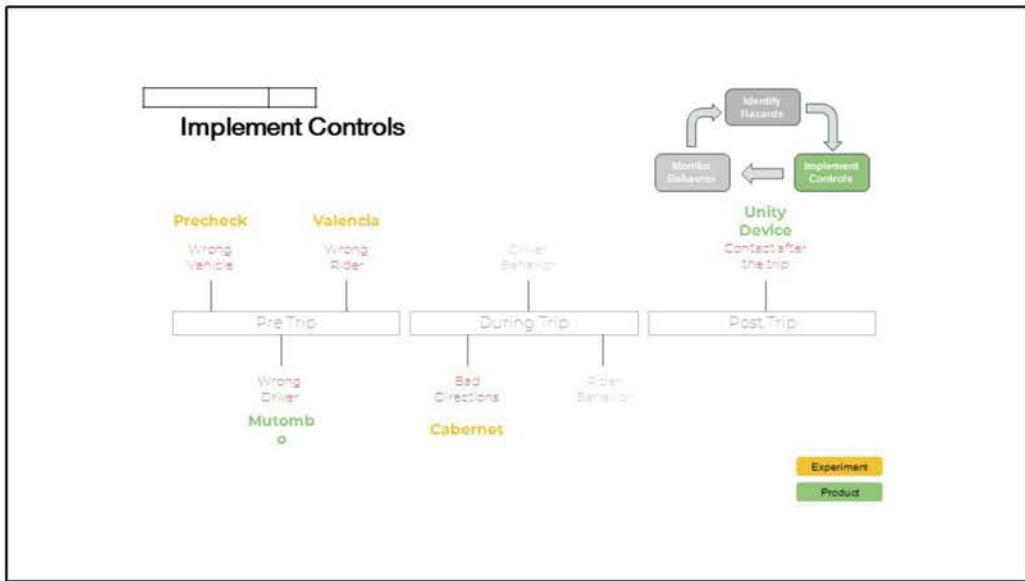 Implement Controls
Identify
Hazards
Monitor
Behavior
Implement
Controls
Precheck
Valencia
Unity
Device
Wrong
Vehicle
Wrong
Rider
Driver
Behavior
Contact after
the trip
Pre Trip
During Trip
Post Trip
Wrong
Driver
Bad
Directions
Rider
Behavior
Mutomb
o
Cabernet
Experiment
Product